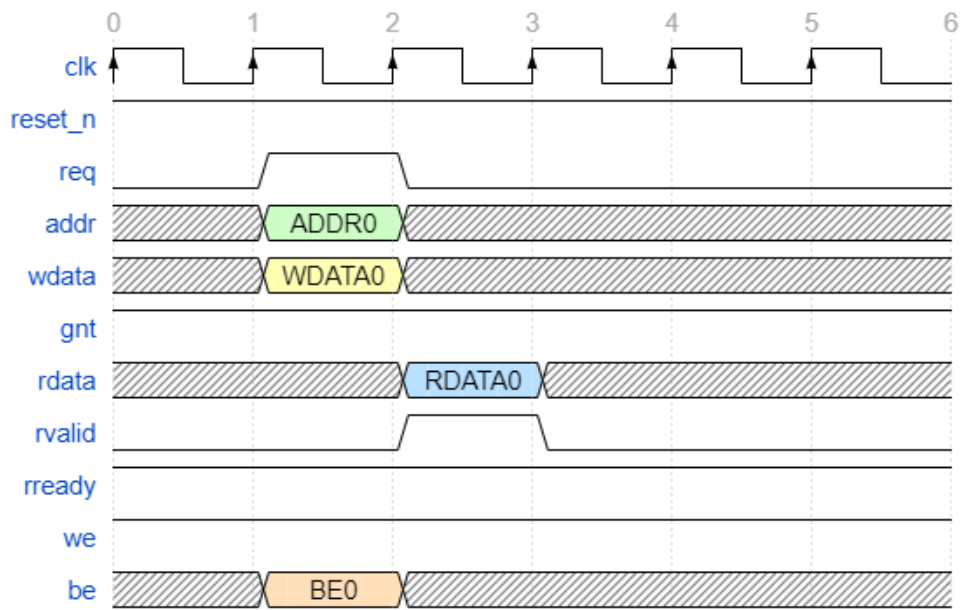 0 1 2 3 4 5 6
clk
reset_n
req
addr ADDR0
wdata WDATA0
gnt
rdata RDATA0
rvalid
rready
we
be BE0